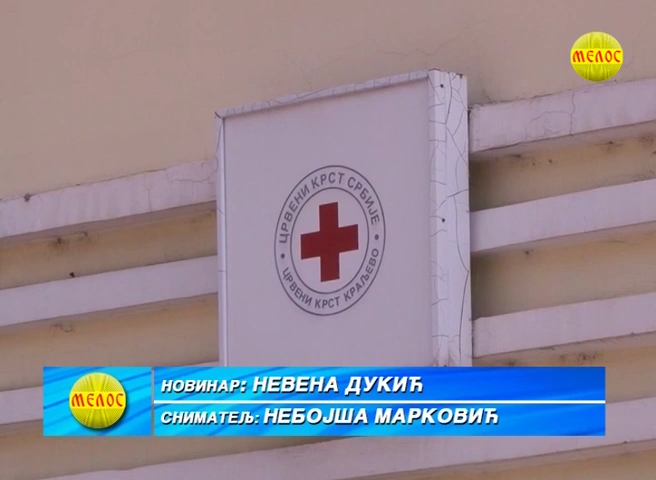 МЕЛОС
ЦРВЕНИ КРСТ СРБИЈЕ
ЦРВЕНИ КРСТ КРАЉЕВО
НОВИНАР: НЕВЕНА ДУКИЋ
МЕЛОС
СНИМАТЕЉ: НЕБОЈША МАРКОВИЋ